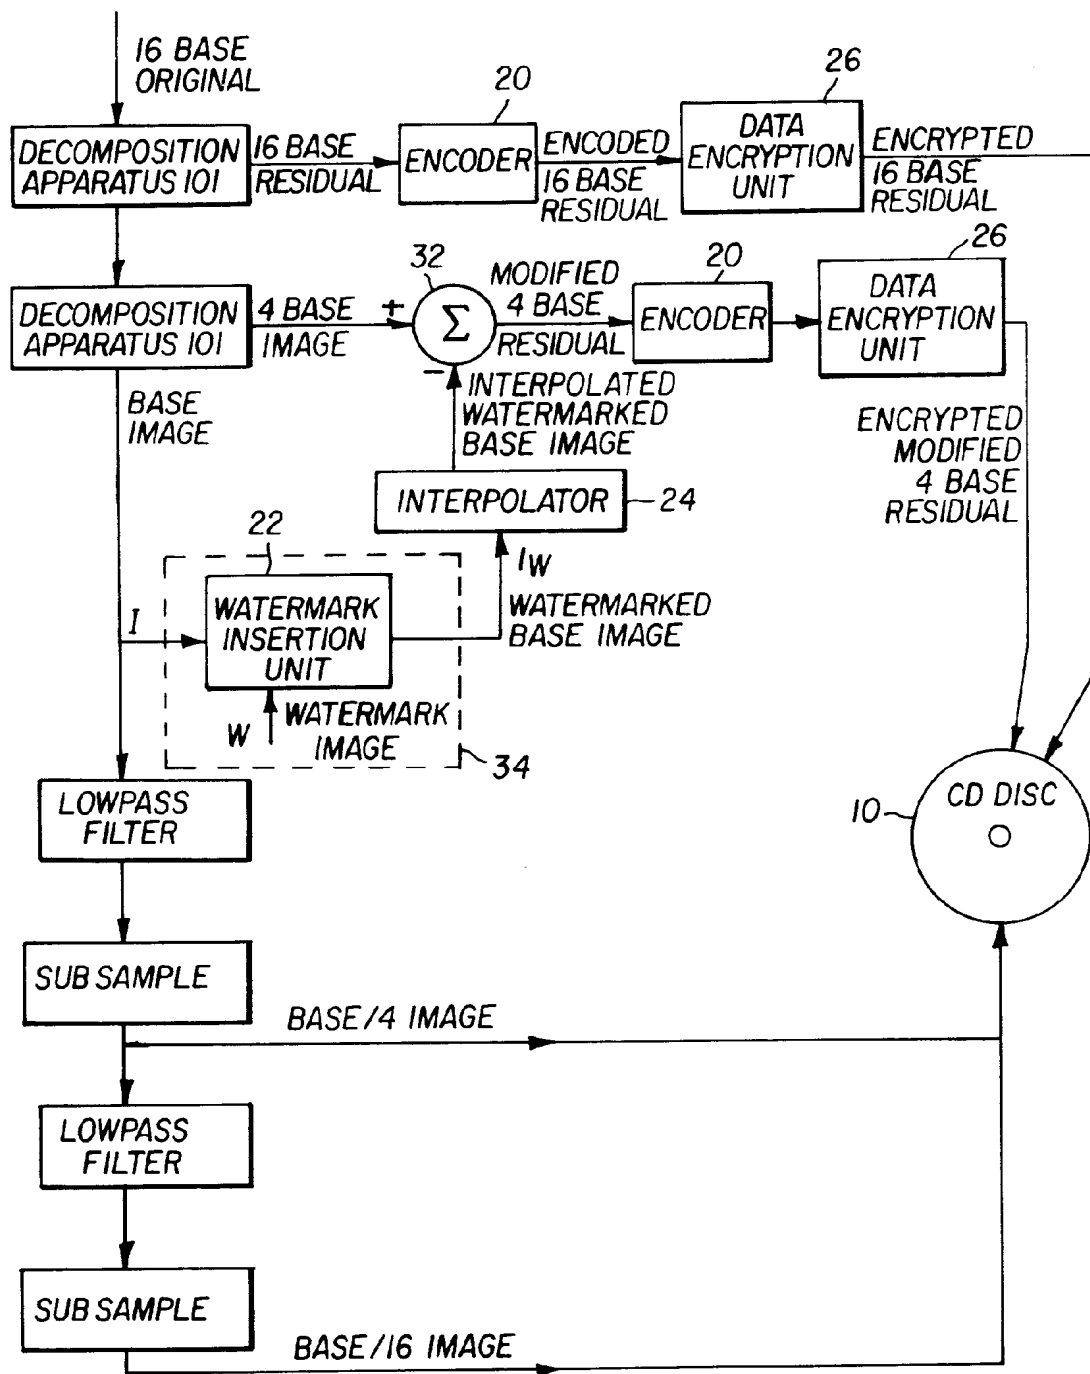 16 BASE
ORIGINAL
20
26
DECOMPOSITION
APPARATUS 101
16 BASE
RESIDUAL
ENCODER
ENCODED
16 BASE
RESIDUAL
DATA
ENCRYPTION
UNIT
ENCRYPTED
16 BASE
RESIDUAL
32
20
26
DECOMPOSITION
APPARATUS 101
4 BASE
IMAGE
+
Σ
-
MODIFIED
4 BASE
RESIDUAL
ENCODER
DATA
ENCRYPTION
UNIT
BASE
IMAGE
INTERPOLATED
WATERMARKED
BASE IMAGE
ENCRYPTED
MODIFIED
4 BASE
RESIDUAL
INTERPOLATOR
24
22
I
WATERMARK
INSERTION
UNIT
IW
WATERMARKED
BASE IMAGE
W
WATERMARK
IMAGE
34
LOWPASS
FILTER
10
CD DISC
SUB SAMPLE
BASE/4 IMAGE
LOWPASS
FILTER
SUB SAMPLE
BASE/16 IMAGE